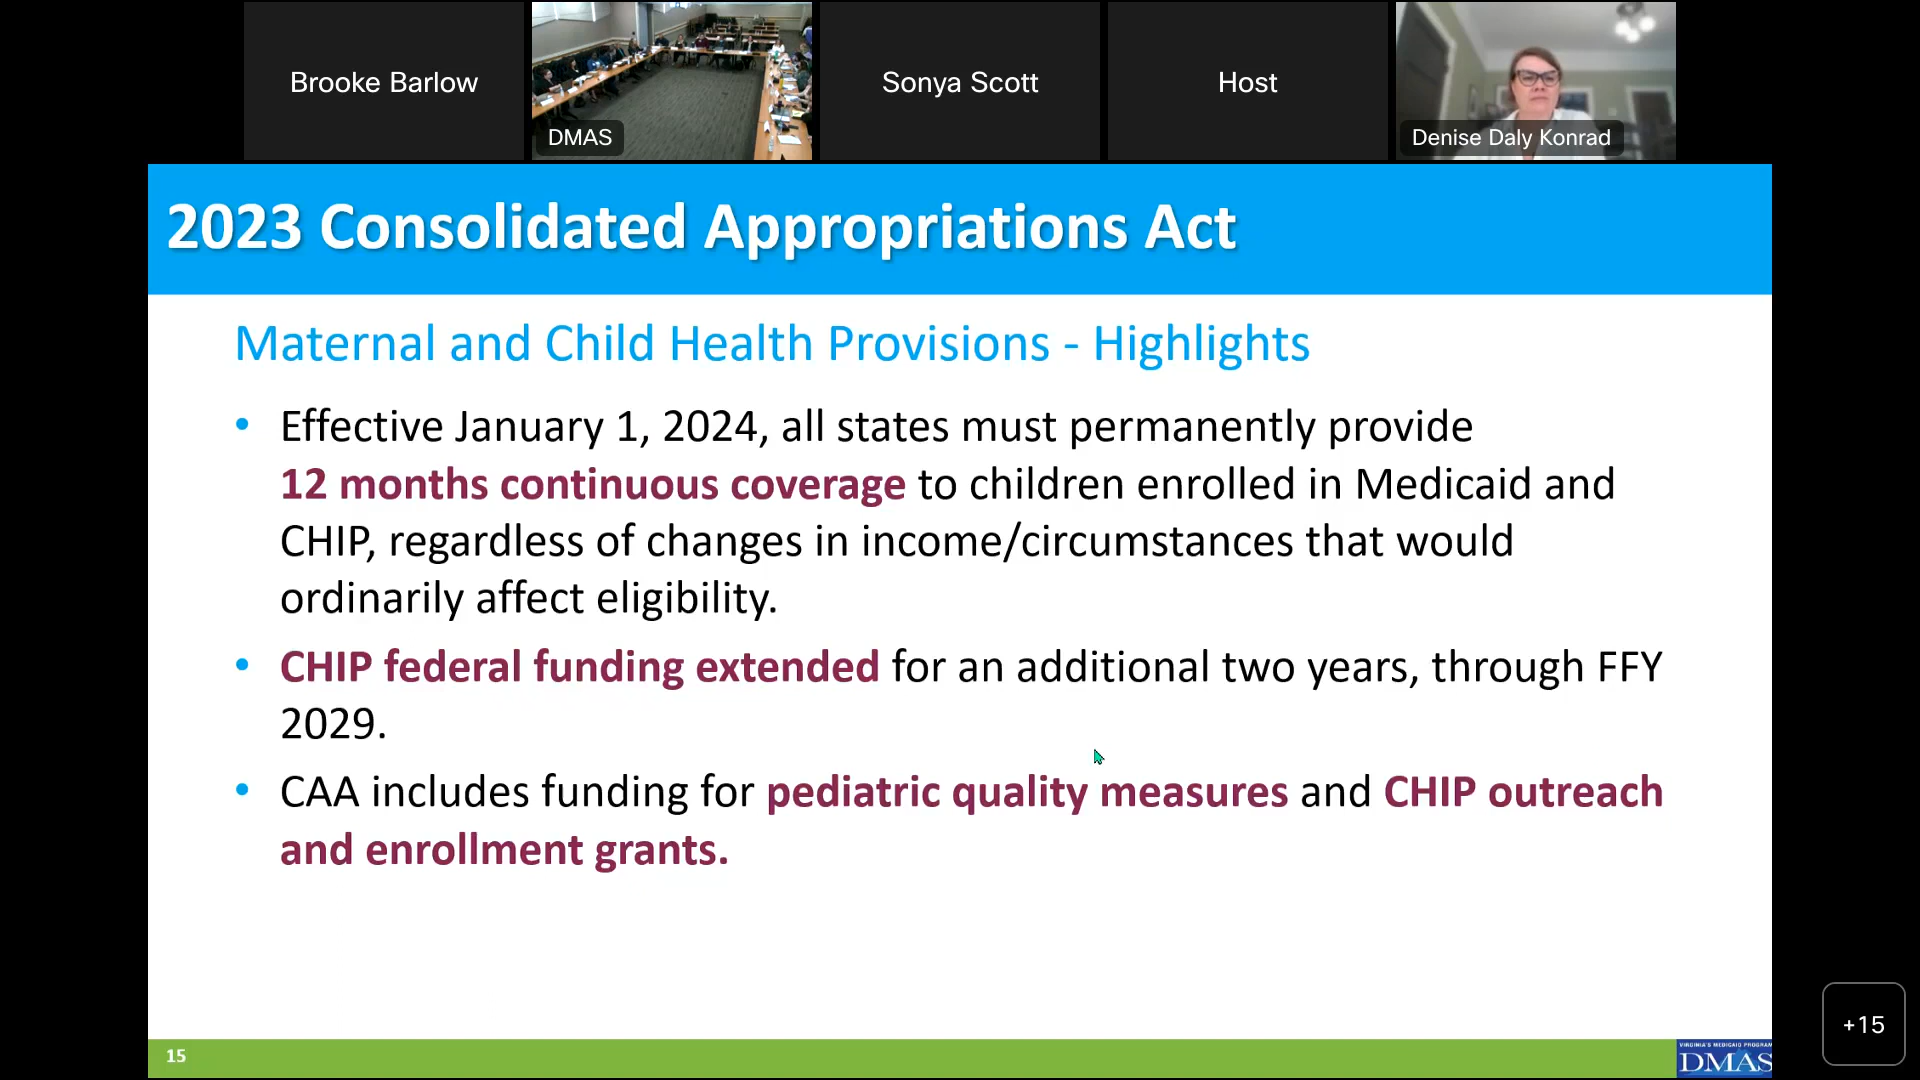 Brooke Barlow
DMAS
Sonya Scott
Host
Denise Daly Konrad
2023 Consolidated Appropriations Act
Maternal and Child Health Provisions - Highlights
• Effective January 1, 2024, all states must permanently provide
12 months continuous coverage to children enrolled in Medicaid and
CHIP, regardless of changes in income/circumstances that would
ordinarily affect eligibility.
• CHIP federal funding extended for an additional two years, through FFY
2029.
• CAA includes funding for pediatric quality measures and CHIP outreach
and enrollment grants.
+15
15
VIRGINIA'S MEDICAID PROGRAM
DMAS